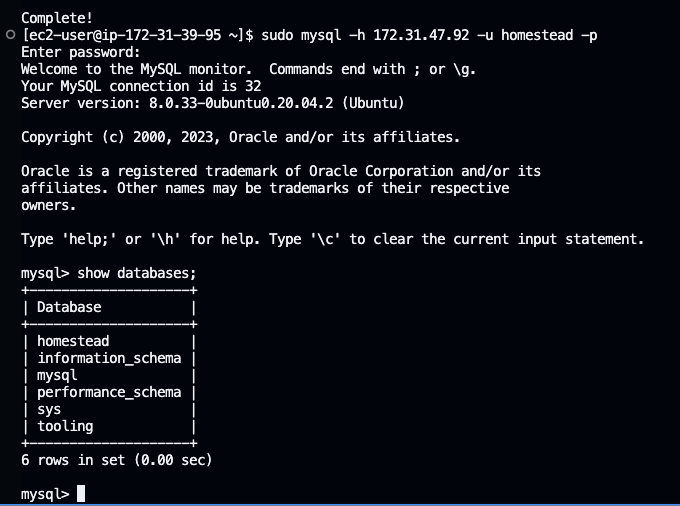 Complete!
[ec2-user@ip-172-31-39-95 ~]$ sudo mysql -h 172.31.47.92 -u homestead -p
Enter password:
Welcome to the MySQL monitor.  Commands end with ; or \g.
Your MySQL connection id is 32
Server version: 8.0.33-0ubuntu0.20.04.2 (Ubuntu)

Copyright (c) 2000, 2023, Oracle and/or its affiliates.

Oracle is a registered trademark of Oracle Corporation and/or its
affiliates. Other names may be trademarks of their respective
owners.

Type 'help;' or '\h' for help. Type '\c' to clear the current input statement.

mysql> show databases;
+--------------------+
| Database           |
+--------------------+
| homestead          |
| information_schema |
| mysql              |
| performance_schema |
| sys                |
| tooling            |
+--------------------+
6 rows in set (0.00 sec)

mysql>